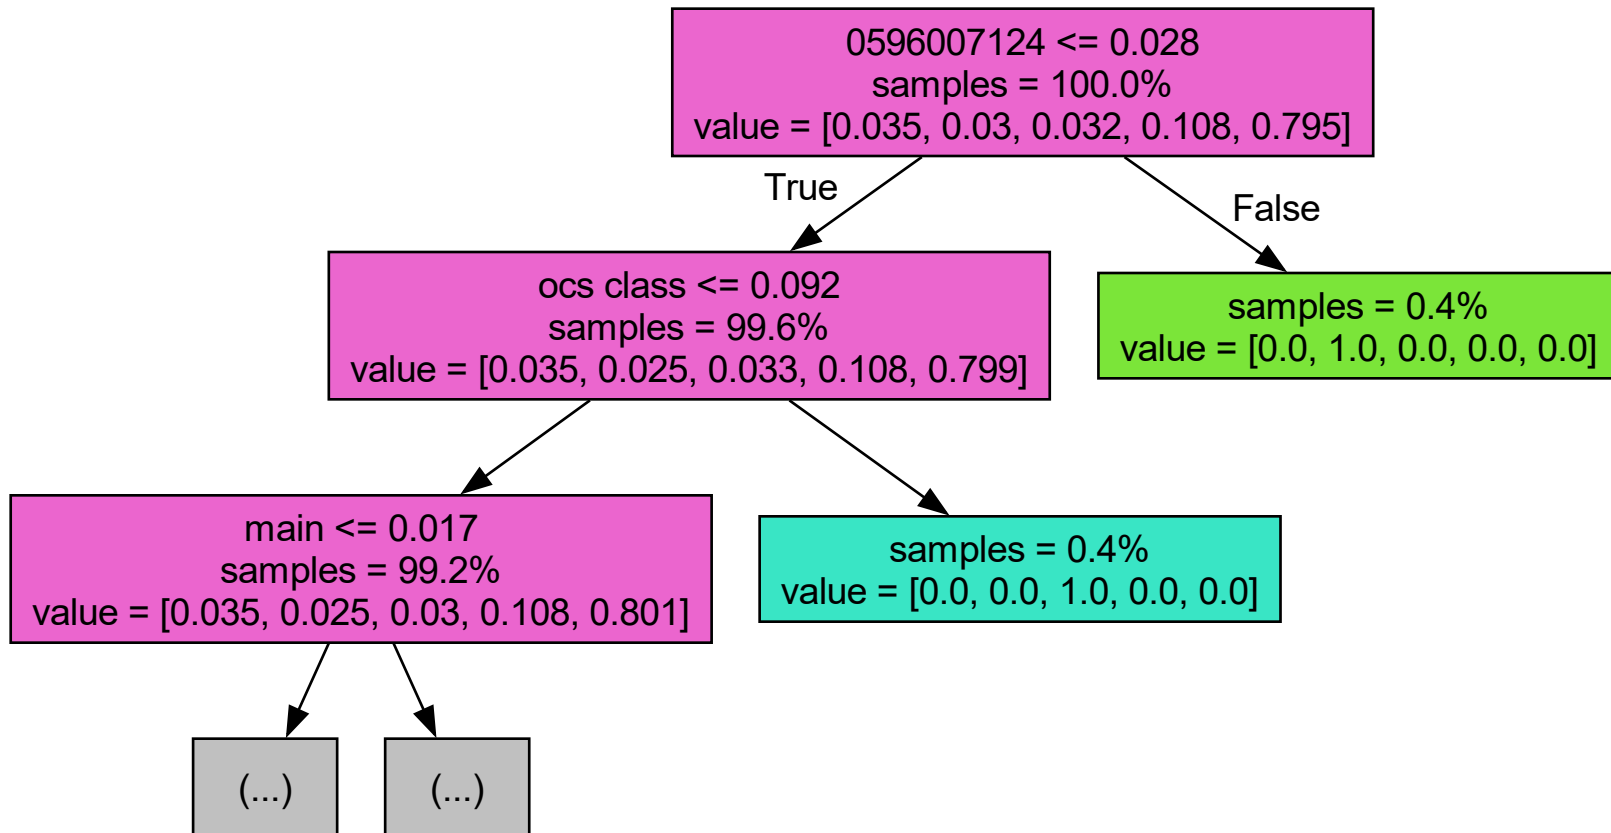 0596007124 <= 0.028
samples = 100.0%
value = [0.035, 0.03, 0.032, 0.108, 0.795]
True
False
ocs class <= 0.092
samples = 99.6%
value = [0.035, 0.025, 0.033, 0.108, 0.799]
samples = 0.4%
value = [0.0, 1.0, 0.0, 0.0, 0.0]
main <= 0.017
samples = 99.2%
value = [0.035, 0.025, 0.03, 0.108, 0.801]
samples = 0.4%
value = [0.0, 0.0, 1.0, 0.0, 0.0]
(...)
(...)